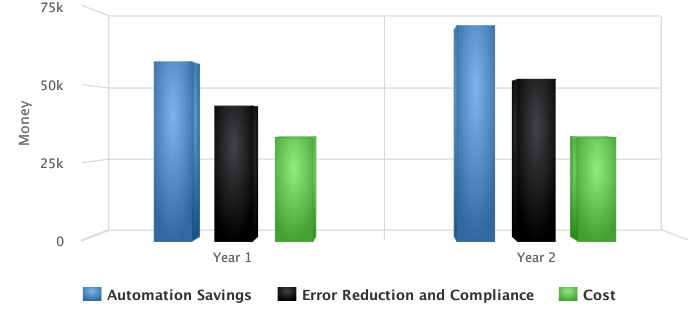 75k
50k
25k
0
Money
Year 1
Year 2
Automation Savings
Error Reduction and Compliance
Cost